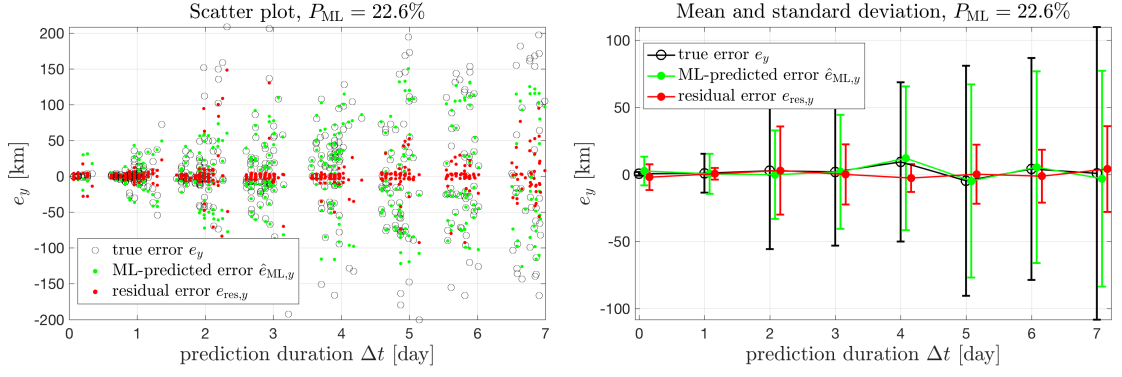 Scatter plot, P_ML = 22.6%
200
150
100
50
0
-50
-100
-150
-200
e_y [km]
true error e_y
ML-predicted error ê_ML,y
residual error e_res,y
0 1 2 3 4 5 6 7
prediction duration Δt [day]
Mean and standard deviation, P_ML = 22.6%
100
50
0
-50
-100
e_y [km]
true error e_y
ML-predicted error ê_ML,y
residual error e_res,y
0 1 2 3 4 5 6 7
prediction duration Δt [day]